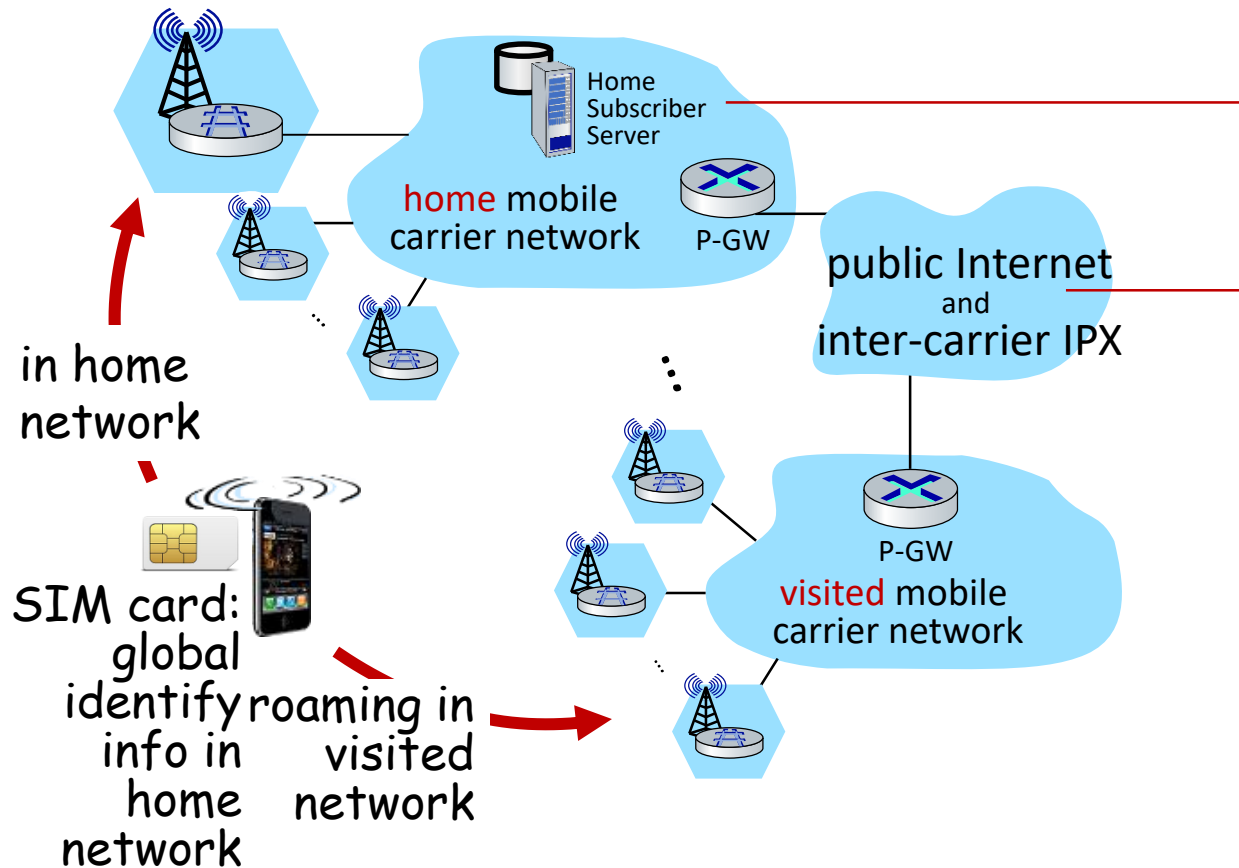 Home
Subscriber
Server
home mobile
carrier network
P-GW
public Internet
and
inter-carrier IPX
...
...
in home
network
P-GW
visited mobile
carrier network
...
SIM card:
global
identify
info in
home
network
roaming in
visited
network